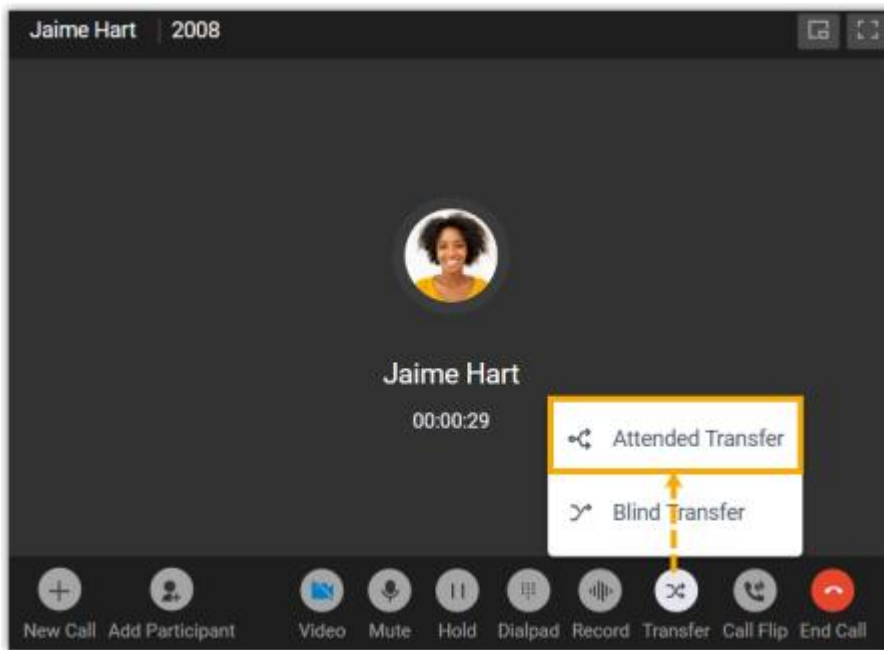 Jaime Hart 2008
Jaime Hart
00:00:29
Attended Transfer
Blind Transfer
New Call Add Participant Video Mute Hold Dialpad Record Transfer Call Flip End Call